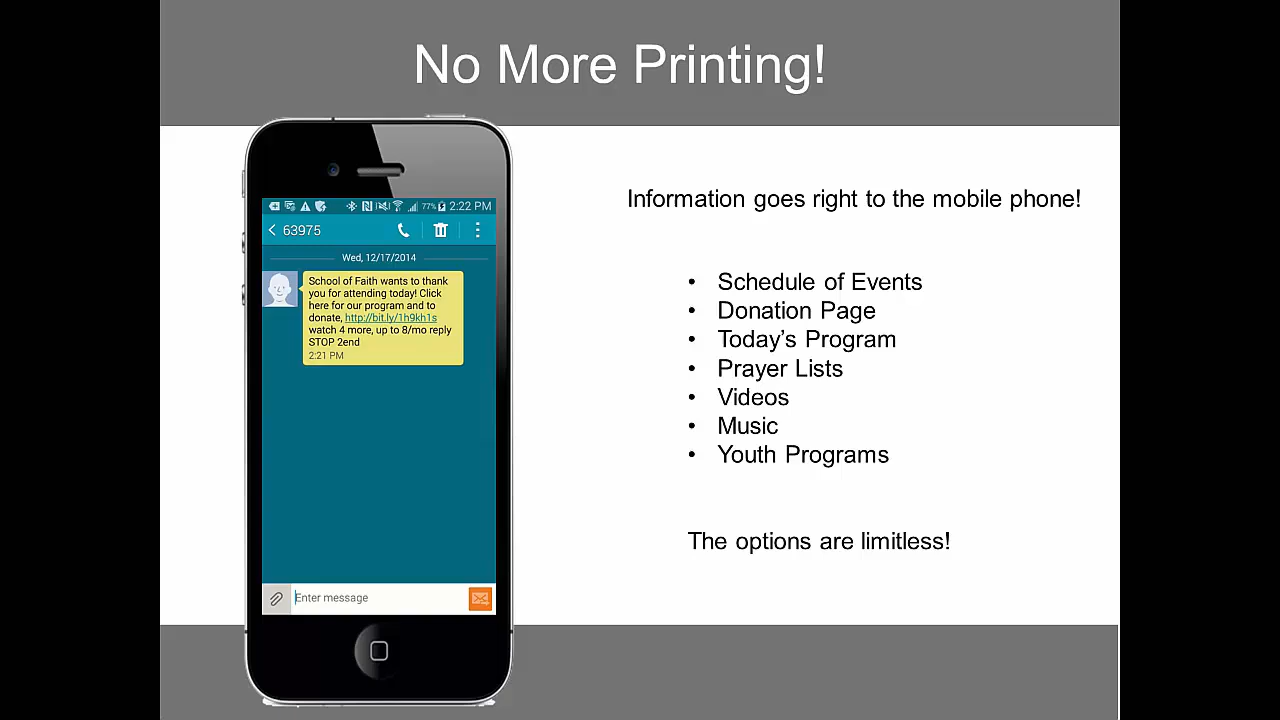 No More Printing!
77% 2:22 PM
63975
Wed, 12/17/2014
School of Faith wants to thank
you for attending today! Click
here for our program and to
donate, http://bit.ly/1h9kh1s
watch 4 more, up to 8/mo reply
STOP 2end
2:21 PM
Enter message
Information goes right to the mobile phone!
• Schedule of Events
• Donation Page
• Today's Program
• Prayer Lists
• Videos
• Music
• Youth Programs
The options are limitless!